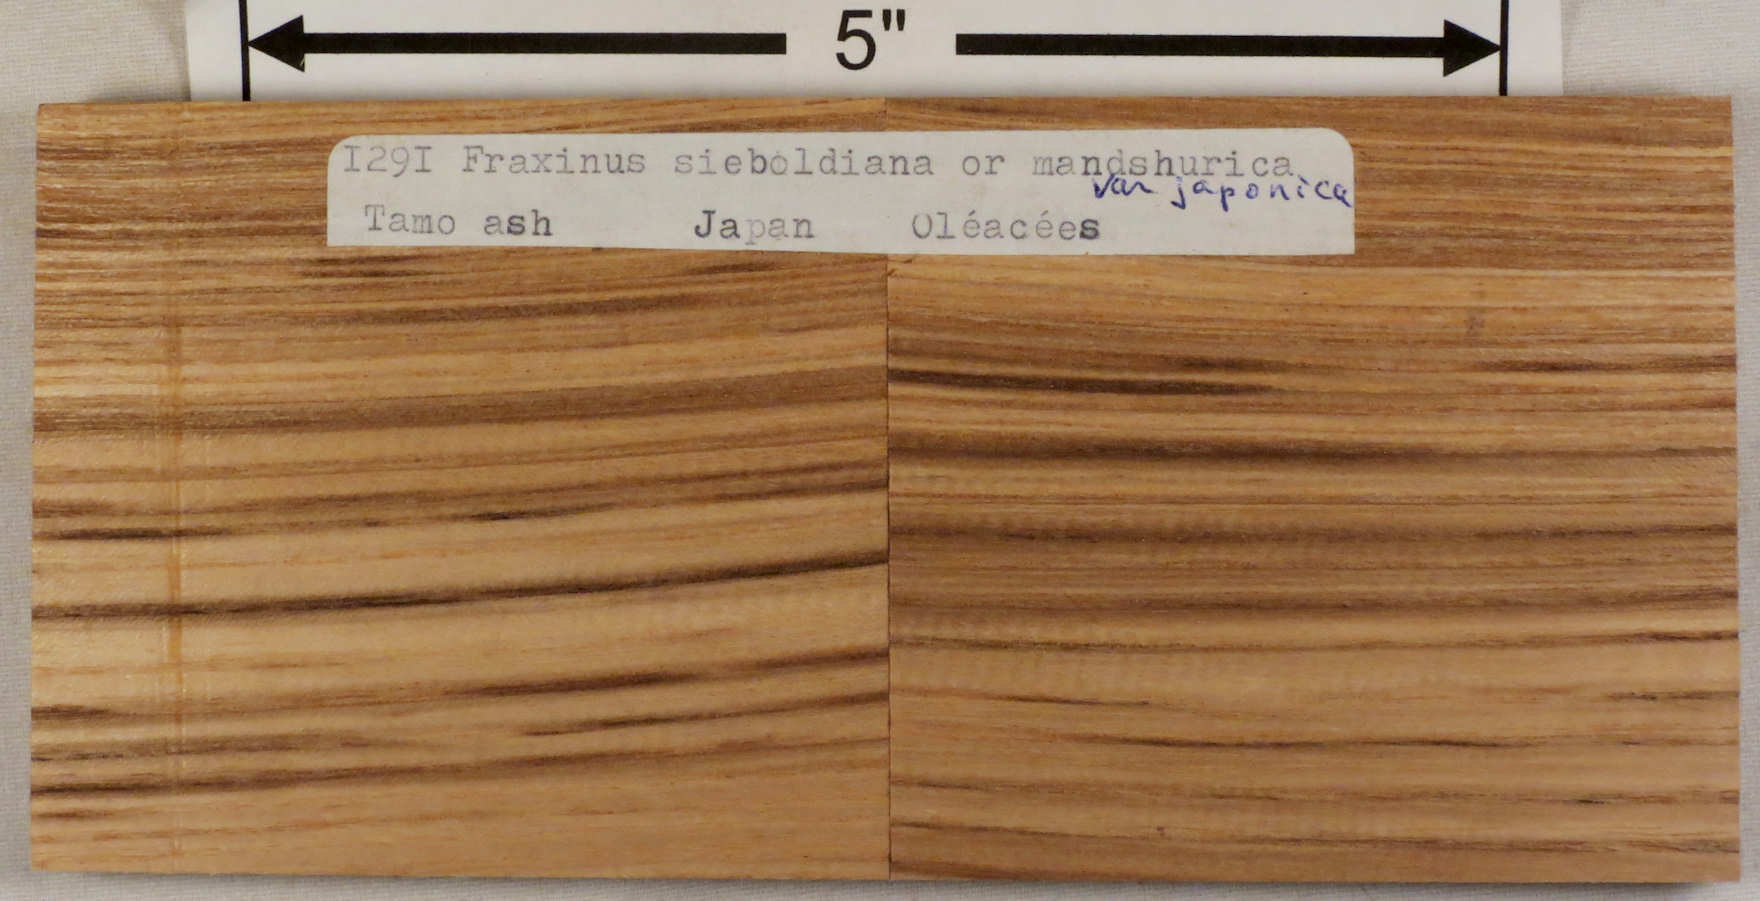 5"
I29I Fraxinus sieboldiana or mandshurica
var japonica
Tamo ash Japan Oléacées